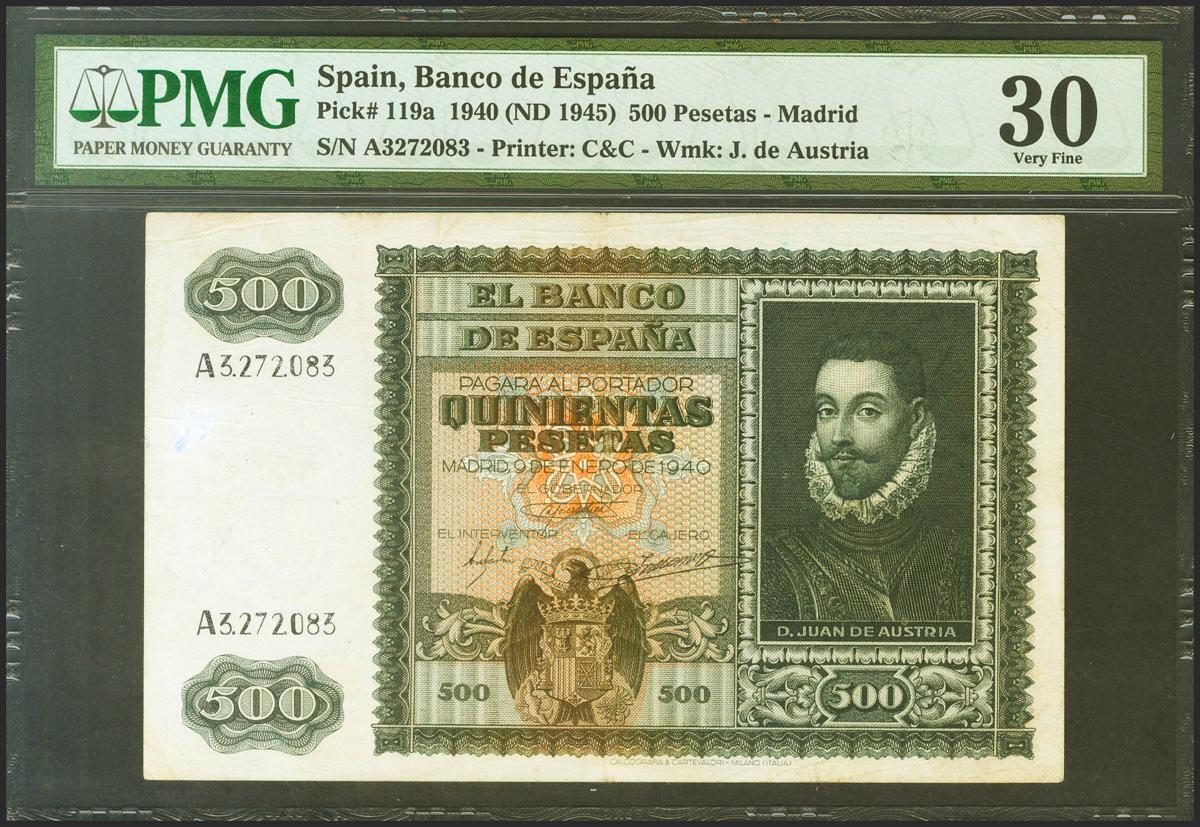 PMG
PAPER MONEY GUARANTY
Spain, Banco de España
Pick# 119a 1940 (ND 1945) 500 Pesetas - Madrid
S/N A3272083 - Printer: C&C - Wmk: J. de Austria
30
Very Fine
500
A3.272.083
EL BANCO
DE ESPAÑA
PAGARA AL PORTADOR
QUINIENTAS
PESETAS
MADRID, 9 DE ENERO DE 1940
EL GOBERNADOR
EL INTERVENTOR
EL CAJERO
A3.272.083
500
500
500
D. JUAN DE AUSTRIA
500
CALCOGRAFIA & CARTEVALORI - MILANO (ITALIA)